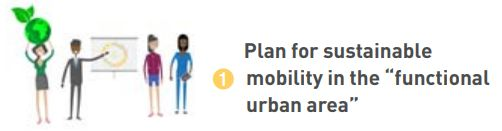 Plan for sustainable
1 mobility in the “functional
urban area”